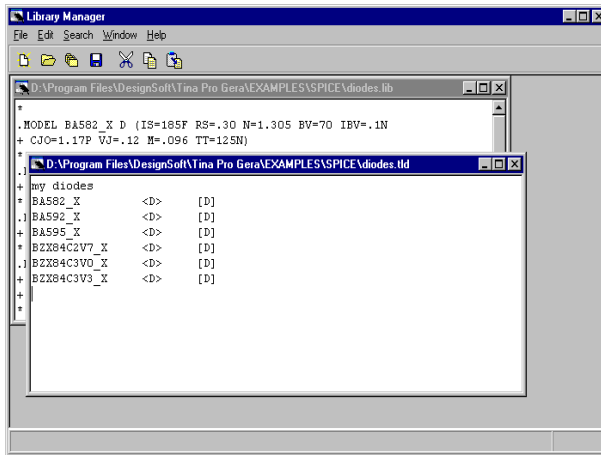 Library Manager
File Edit Search Window Help
D:\Program Files\DesignSoft\Tina Pro Gera\EXAMPLES\SPICE\diodes.lib
*
.MODEL BA582_X D (IS=185F RS=.30 N=1.305 BV=70 IBV=.1N
+ CJO=1.17P VJ=.12 M=.096 TT=125N)
*
D:\Program Files\DesignSoft\Tina Pro Gera\EXAMPLES\SPICE\diodes.tld
my diodes
BA582_X <D> [D]
BA592_X <D> [D]
BA595_X <D> [D]
BZX84C2V7_X <D> [D]
BZX84C3V0_X <D> [D]
BZX84C3V3_X <D> [D]